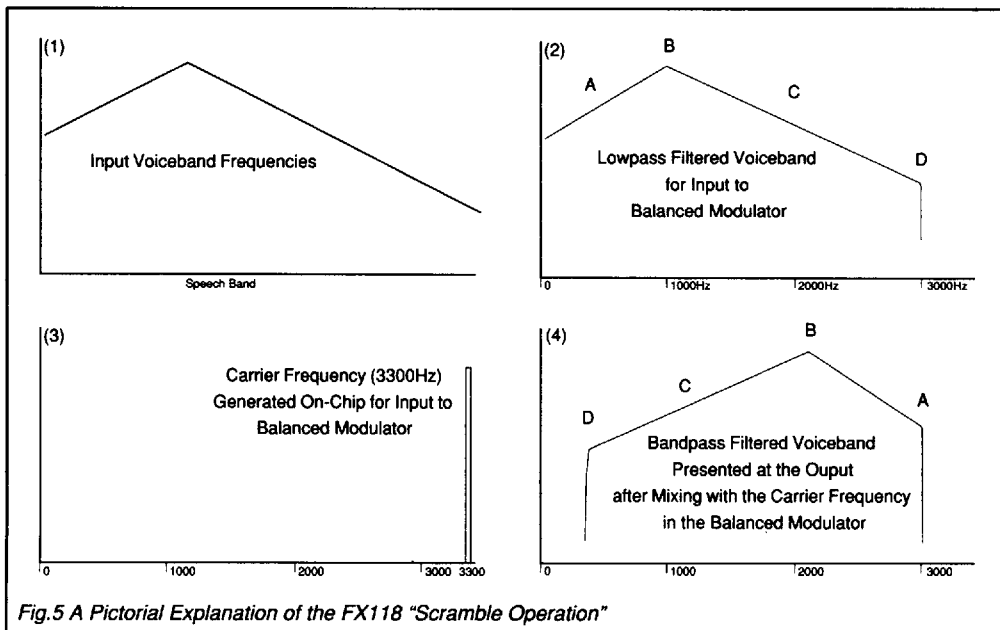 (1)
Input Voiceband Frequencies
Speech Band
(2)
A
B
C
D
Lowpass Filtered Voiceband
for Input to
Balanced Modulator
0 1000Hz 2000Hz 3000Hz
(3)
Carrier Frequency (3300Hz)
Generated On-Chip for Input to
Balanced Modulator
0 1000 2000 3000 3300
(4)
D
C
B
A
Bandpass Filtered Voiceband
Presented at the Ouput
after Mixing with the Carrier Frequency
in the Balanced Modulator
0 1000 2000 3000
Fig.5 A Pictorial Explanation of the FX118 "Scramble Operation"